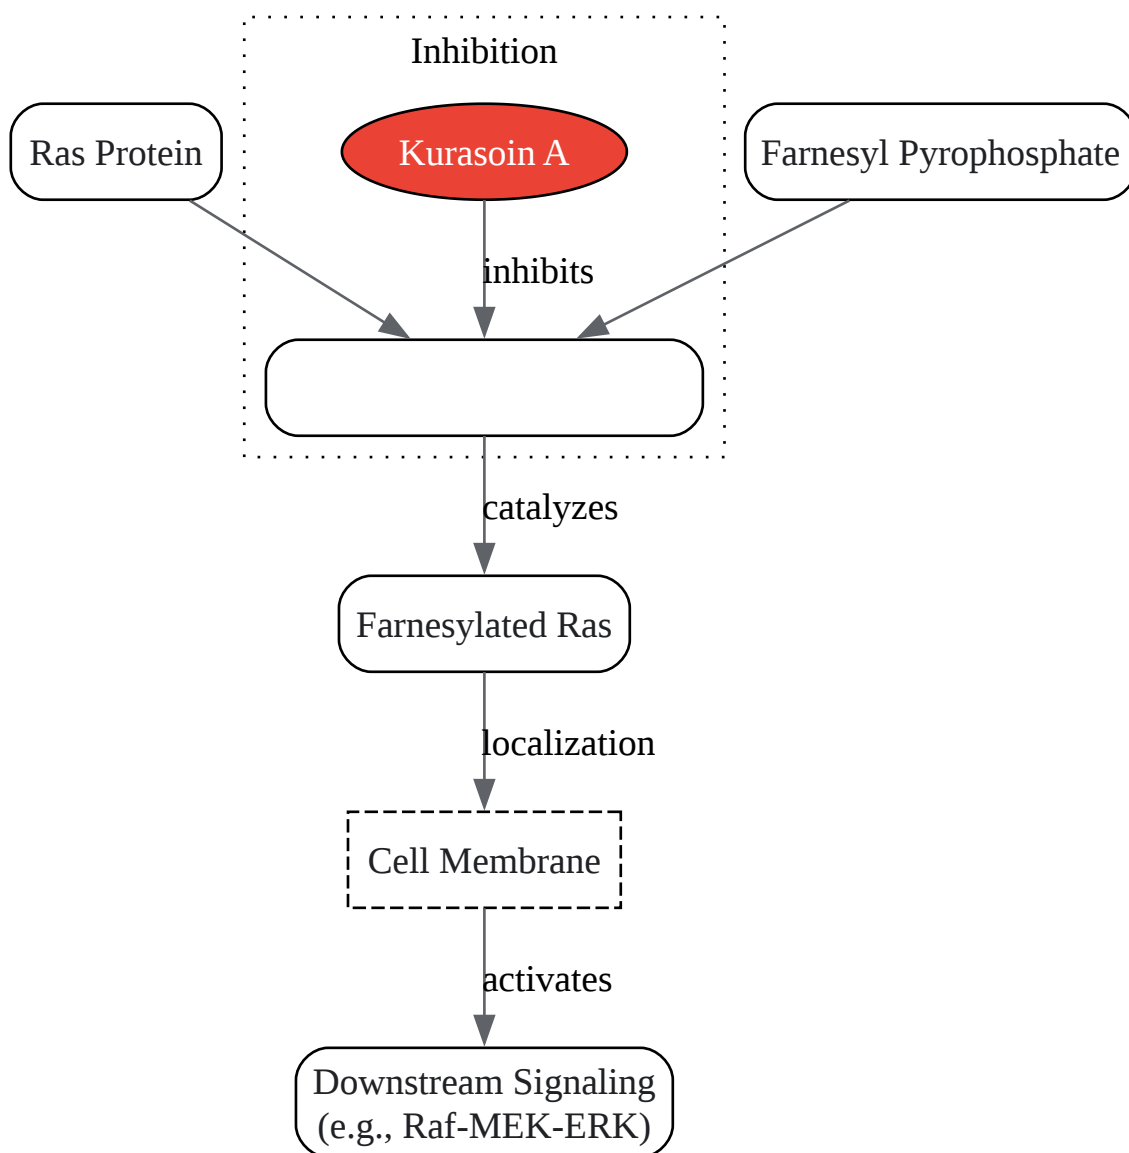 Inhibition
Ras Protein
Kurasoin A
Farnesyl Pyrophosphate
inhibits
catalyzes
Farnesylated Ras
localization
Cell Membrane
activates
Downstream Signaling
(e.g., Raf-MEK-ERK)